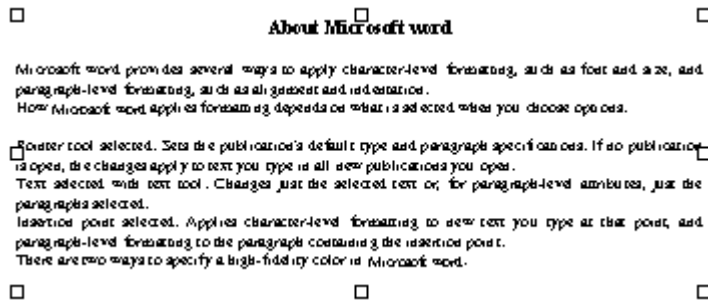 About Microsoft word
Microsoft word provides several ways to apply character-level formatting, such as font and size, and
paragraph-level formatting, such as alignment and indentation.
How Microsoft word applies formatting depends on what is selected when you choose options.
Pointer tool selected. Sets the publication's default type and paragraph specifications. If no publication
is open, the changes apply to text you type in all new publications you open.
Text selected with text tool. Changes just the selected text or, for paragraph-level attributes, just the
paragraphs selected.
Insertion point selected. Applies character-level formatting to new text you type at that point, and
paragraph-level formatting to the paragraph containing the insertion point.
There are two ways to specify a high-fidelity color in Microsoft word.